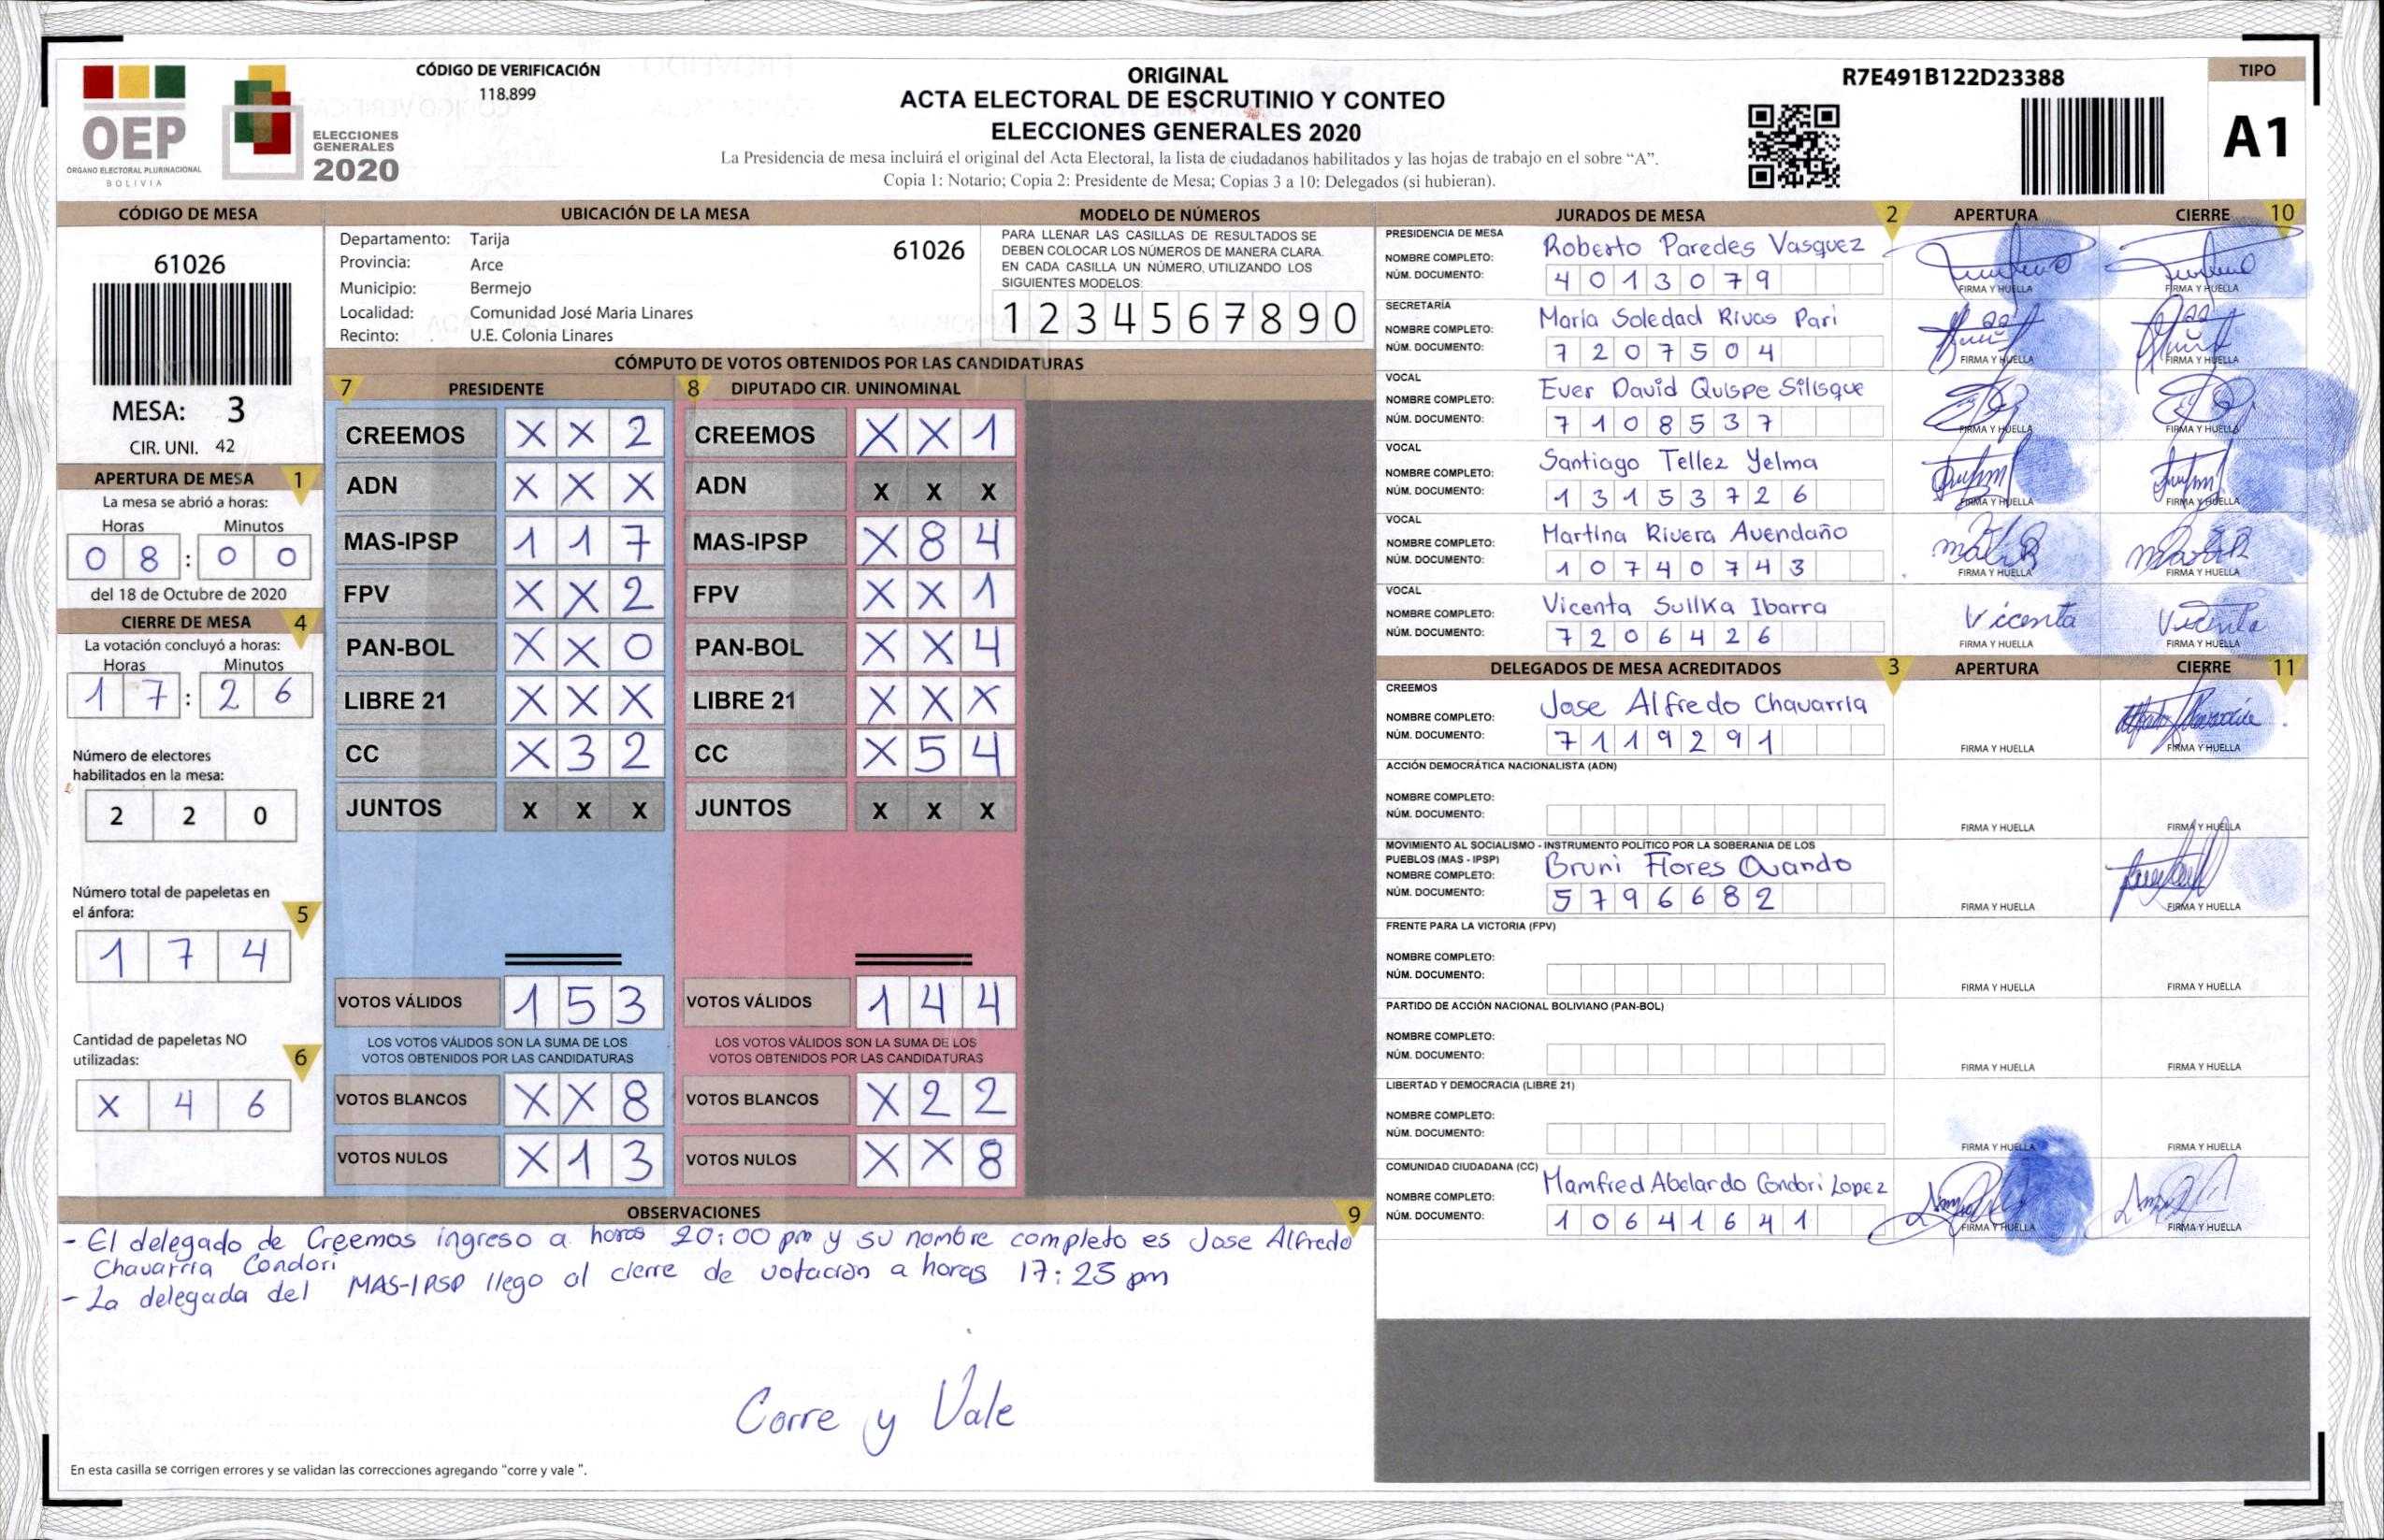 OEP
ÓRGANO ELECTORAL PLURINACIONAL
BOLIVIA
ELECCIONES
GENERALES
2020
CÓDIGO DE VERIFICACIÓN
118.899
ORIGINAL
ACTA ELECTORAL DE ESCRUTINIO Y CONTEO
ELECCIONES GENERALES 2020
La Presidencia de mesa incluirá el original del Acta Electoral, la lista de ciudadanos habilitados y las hojas de trabajo en el sobre “A”.
Copia 1: Notario; Copia 2: Presidente de Mesa; Copias 3 a 10: Delegados (si hubieran).
R7E491B122D23388
TIPO
A1
CÓDIGO DE MESA
61026
MESA: 3
CIR. UNI. 42
APERTURA DE MESA 1
La mesa se abrió a horas:
Horas Minutos
0 8 : 0 0
del 18 de Octubre de 2020
CIERRE DE MESA 4
La votación concluyó a horas:
Horas Minutos
1 7 : 2 6
Número de electores
habilitados en la mesa:
2 2 0
Número total de papeletas en
el ánfora: 5
1 7 4
Cantidad de papeletas NO
utilizadas: 6
X 4 6
UBICACIÓN DE LA MESA
Departamento: Tarija 61026
Provincia: Arce
Municipio: Bermejo
Localidad: Comunidad José Maria Linares
Recinto: U.E. Colonia Linares
MODELO DE NÚMEROS
PARA LLENAR LAS CASILLAS DE RESULTADOS SE
DEBEN COLOCAR LOS NÚMEROS DE MANERA CLARA.
EN CADA CASILLA UN NÚMERO, UTILIZANDO LOS
SIGUIENTES MODELOS:
1 2 3 4 5 6 7 8 9 0
CÓMPUTO DE VOTOS OBTENIDOS POR LAS CANDIDATURAS
7 PRESIDENTE 8 DIPUTADO CIR. UNINOMINAL
CREEMOS X X 2 CREEMOS X X 1
ADN X X X ADN X X X
MAS-IPSP 1 1 7 MAS-IPSP X 8 4
FPV X X 2 FPV X X 1
PAN-BOL X X 0 PAN-BOL X X 4
LIBRE 21 X X X LIBRE 21 X X X
CC X 3 2 CC X 5 4
JUNTOS X X X JUNTOS X X X
VOTOS VÁLIDOS 1 5 3 VOTOS VÁLIDOS 1 4 4
LOS VOTOS VÁLIDOS SON LA SUMA DE LOS LOS VOTOS VÁLIDOS SON LA SUMA DE LOS
VOTOS OBTENIDOS POR LAS CANDIDATURAS VOTOS OBTENIDOS POR LAS CANDIDATURAS
VOTOS BLANCOS X X 8 VOTOS BLANCOS X 2 2
VOTOS NULOS X 1 3 VOTOS NULOS X X 8
JURADOS DE MESA 2 APERTURA CIERRE 10
PRESIDENCIA DE MESA
NOMBRE COMPLETO: Roberto Paredes Vasquez
NÚM. DOCUMENTO: 4 0 1 3 0 7 9 FIRMA Y HUELLA FIRMA Y HUELLA
SECRETARÍA
NOMBRE COMPLETO: María Soledad Rivas Pari
NÚM. DOCUMENTO: 7 2 0 7 5 0 4 FIRMA Y HUELLA FIRMA Y HUELLA
VOCAL
NOMBRE COMPLETO: Ever David Quispe Silisque
NÚM. DOCUMENTO: 7 1 0 8 5 3 7 FIRMA Y HUELLA FIRMA Y HUELLA
VOCAL
NOMBRE COMPLETO: Santiago Tellez Yelma
NÚM. DOCUMENTO: 1 3 1 5 3 7 2 6 FIRMA Y HUELLA FIRMA Y HUELLA
VOCAL
NOMBRE COMPLETO: Martina Rivera Avendaño
NÚM. DOCUMENTO: 1 0 7 4 0 7 4 3 FIRMA Y HUELLA FIRMA Y HUELLA
VOCAL
NOMBRE COMPLETO: Vicenta Sullka Ibarra Vicenta Vicenta
NÚM. DOCUMENTO: 7 2 0 6 4 2 6 FIRMA Y HUELLA FIRMA Y HUELLA
DELEGADOS DE MESA ACREDITADOS 3 APERTURA CIERRE 11
CREEMOS
NOMBRE COMPLETO: Jose Alfredo Chavarría
NÚM. DOCUMENTO: 7 1 1 9 2 9 1 FIRMA Y HUELLA FIRMA Y HUELLA
ACCIÓN DEMOCRÁTICA NACIONALISTA (ADN)
NOMBRE COMPLETO:
NÚM. DOCUMENTO: FIRMA Y HUELLA FIRMA Y HUELLA
MOVIMIENTO AL SOCIALISMO - INSTRUMENTO POLÍTICO POR LA SOBERANIA DE LOS
PUEBLOS (MAS - IPSP)
NOMBRE COMPLETO: Bruni Flores Ovando
NÚM. DOCUMENTO: 5 7 9 6 6 8 2 FIRMA Y HUELLA FIRMA Y HUELLA
FRENTE PARA LA VICTORIA (FPV)
NOMBRE COMPLETO:
NÚM. DOCUMENTO: FIRMA Y HUELLA FIRMA Y HUELLA
PARTIDO DE ACCIÓN NACIONAL BOLIVIANO (PAN-BOL)
NOMBRE COMPLETO:
NÚM. DOCUMENTO: FIRMA Y HUELLA FIRMA Y HUELLA
LIBERTAD Y DEMOCRACIA (LIBRE 21)
NOMBRE COMPLETO:
NÚM. DOCUMENTO: FIRMA Y HUELLA FIRMA Y HUELLA
COMUNIDAD CIUDADANA (CC)
NOMBRE COMPLETO: Mamfred Abelardo Condori Lopez
NÚM. DOCUMENTO: 1 0 6 4 1 6 4 1 FIRMA Y HUELLA FIRMA Y HUELLA
OBSERVACIONES 9
- El delegado de Creemos ingreso a horas 20:00 pm y su nombre completo es Jose Alfredo
Chavarría Condori
- La delegada del MAS-IPSP llego al cierre de votación a horas 17:25 pm
Corre y Vale
En esta casilla se corrigen errores y se validan las correcciones agregando "corre y vale ".